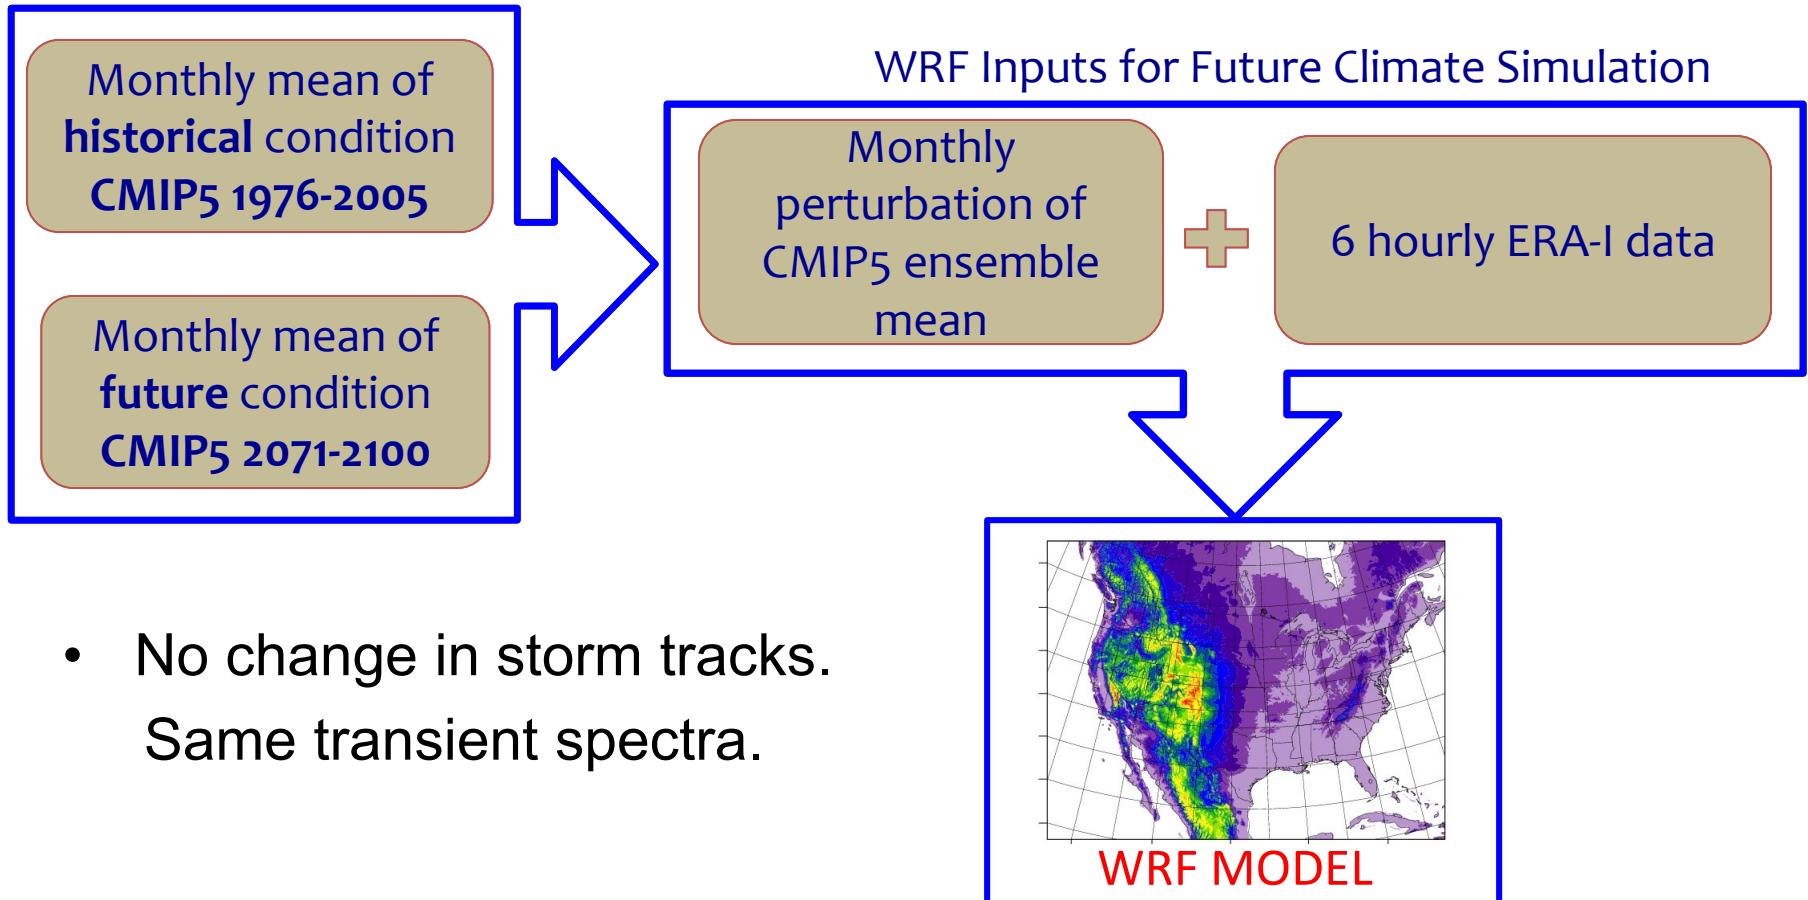 Monthly mean of
historical condition
CMIP5 1976-2005
Monthly mean of
future condition
CMIP5 2071-2100
WRF Inputs for Future Climate Simulation
Monthly
perturbation of
CMIP5 ensemble
mean
6 hourly ERA-I data
• No change in storm tracks.
Same transient spectra.
WRF MODEL